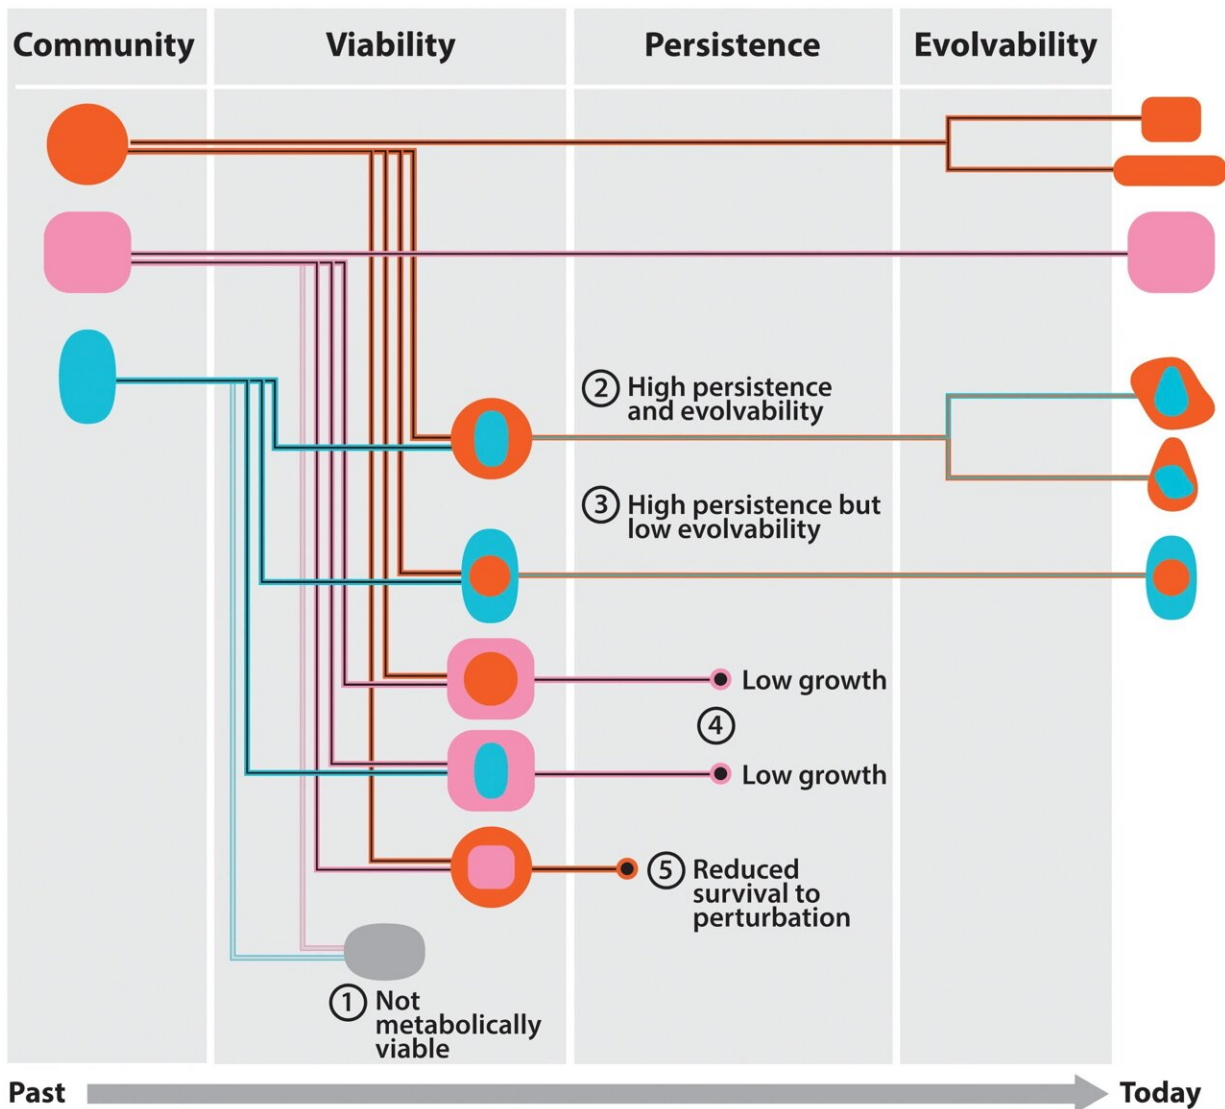 Community
Viability
Persistence
Evolvability
2 High persistence
and evolvability
3 High persistence but
low evolvability
Low growth
4
Low growth
5 Reduced
survival to
perturbation
1 Not
metabolically
viable
Past
Today